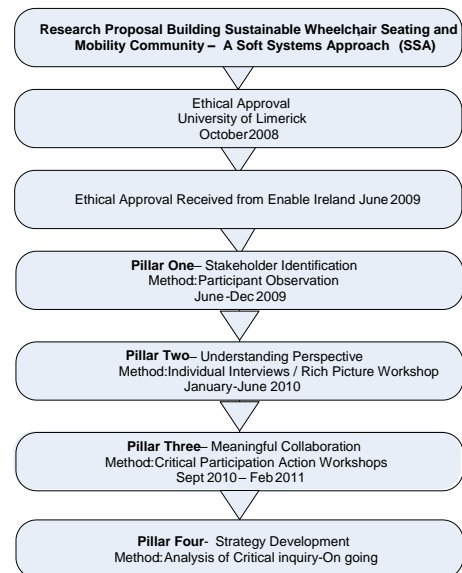 Research Proposal Building Sustainable Wheelchair Seating and
Mobility Community – A Soft Systems Approach (SSA)
Ethical Approval
University of Limerick
October 2008
Ethical Approval Received from Enable Ireland June 2009
Pillar One– Stakeholder Identification
Method:Participant Observation
June-Dec 2009
Pillar Two– Understanding Perspective
Method:Individual Interviews / Rich Picture Workshop
January-June 2010
Pillar Three– Meaningful Collaboration
Method:Critical Participation Action Workshops
Sept 2010 – Feb 2011
Pillar Four- Strategy Development
Method:Analysis of Critical inquiry-On going